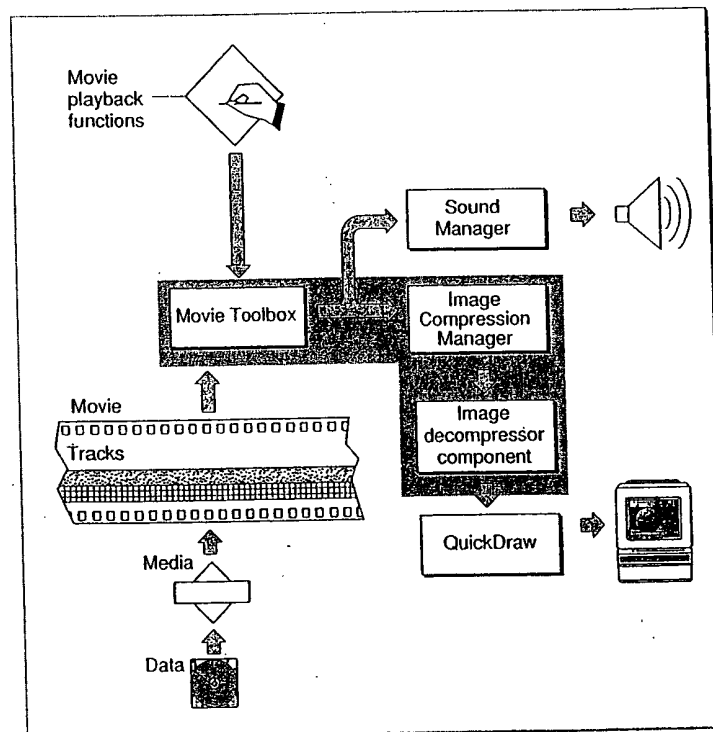 Movie
playback
functions
Sound
Manager
Movie Toolbox
Image
Compression
Manager
Movie
Tracks
Image
decompressor
component
QuickDraw
Media
Data